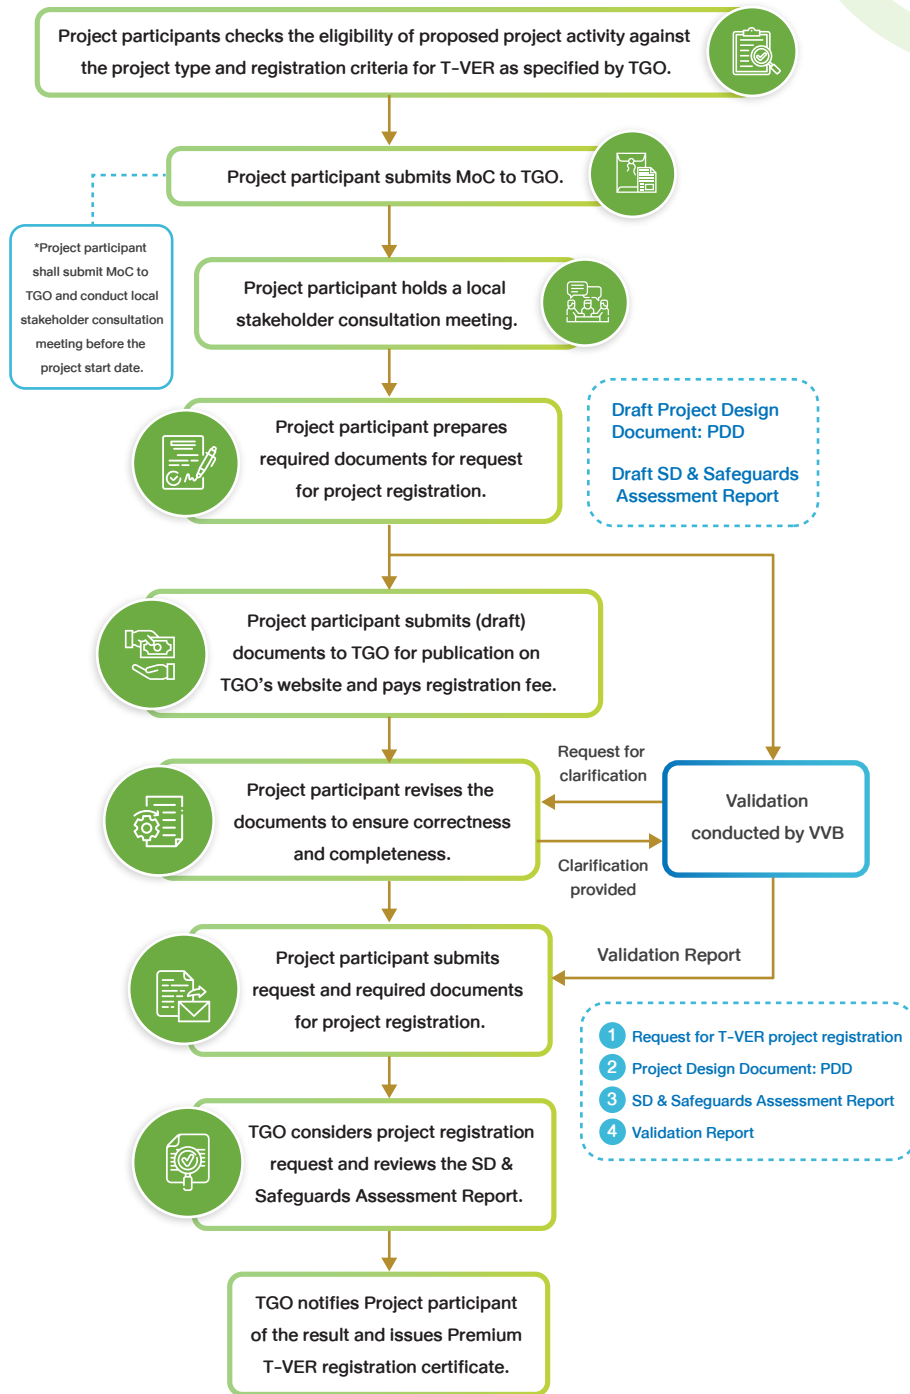 Project participants checks the eligibility of proposed project activity against
the project type and registration criteria for T-VER as specified by TGO.
Project participant submits MoC to TGO.
*Project participant
shall submit MoC to
TGO and conduct local
stakeholder consultation
meeting before the
project start date.
Project participant holds a local
stakeholder consultation meeting.
Project participant prepares
required documents for request
for project registration.
Draft Project Design
Document: PDD
Draft SD & Safeguards
Assessment Report
Project participant submits (draft)
documents to TGO for publication on
TGO's website and pays registration fee.
Request for
clarification
Project participant revises the
documents to ensure correctness
and completeness.
Validation
conducted by VVB
Clarification
provided
Validation Report
Project participant submits
request and required documents
for project registration.
1 Request for T-VER project registration
2 Project Design Document: PDD
3 SD & Safeguards Assessment Report
4 Validation Report
TGO considers project registration
request and reviews the SD &
Safeguards Assessment Report.
TGO notifies Project participant
of the result and issues Premium
T-VER registration certificate.